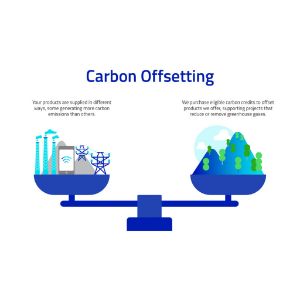 Carbon Offsetting
Your products are supplied in different
ways, some generating more carbon
emissions than others.
We purchase eligible carbon credits to offset
products we offer, supporting projects that
reduce or remove greenhouse gases.